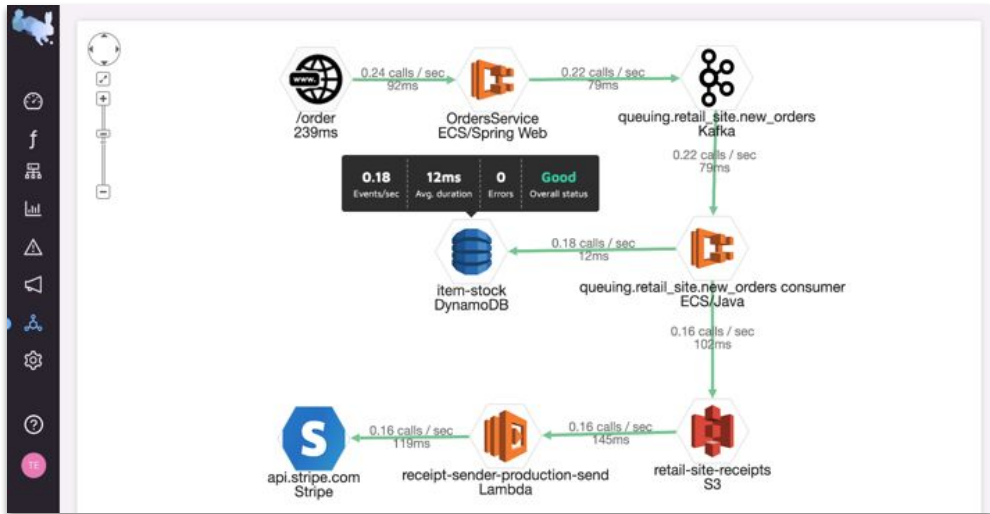 www.
0.24 calls / sec
92ms
0.22 calls / sec
79ms
/order
239ms
OrdersService
ECS/Spring Web
queuing.retail_site.new_orders
Kafka
0.22 calls / sec
79ms
0.18
12ms
0
Good
Events/sec
Avg. duration
Errors
Overall status
0.18 calls / sec
12ms
item-stock
DynamoDB
queuing.retail_site.new_orders consumer
ECS/Java
0.16 calls / sec
102ms
S
0.16 calls / sec
119ms
0.16 calls / sec
145ms
api.stripe.com
Stripe
receipt-sender-production-send
Lambda
retail-site-receipts
S3
TE